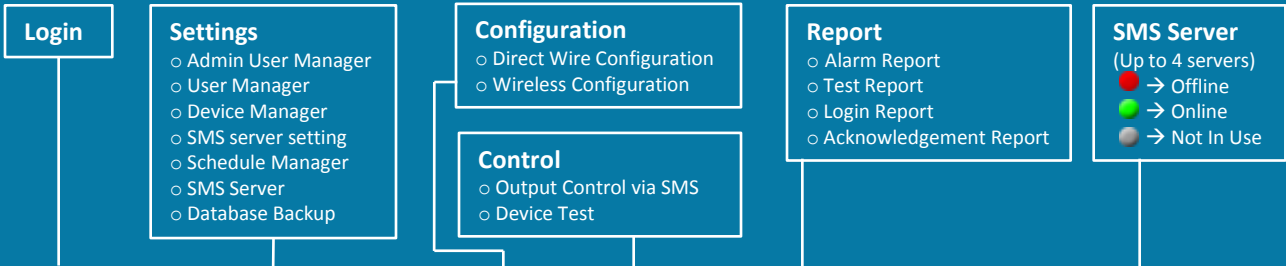 Login
Settings
o Admin User Manager
o User Manager
o Device Manager
o SMS server setting
o Schedule Manager
o SMS Server
o Database Backup
Configuration
o Direct Wire Configuration
o Wireless Configuration
Control
o Output Control via SMS
o Device Test
Report
o Alarm Report
o Test Report
o Login Report
o Acknowledgement Report
SMS Server
(Up to 4 servers)
→ Offline
→ Online
→ Not In Use